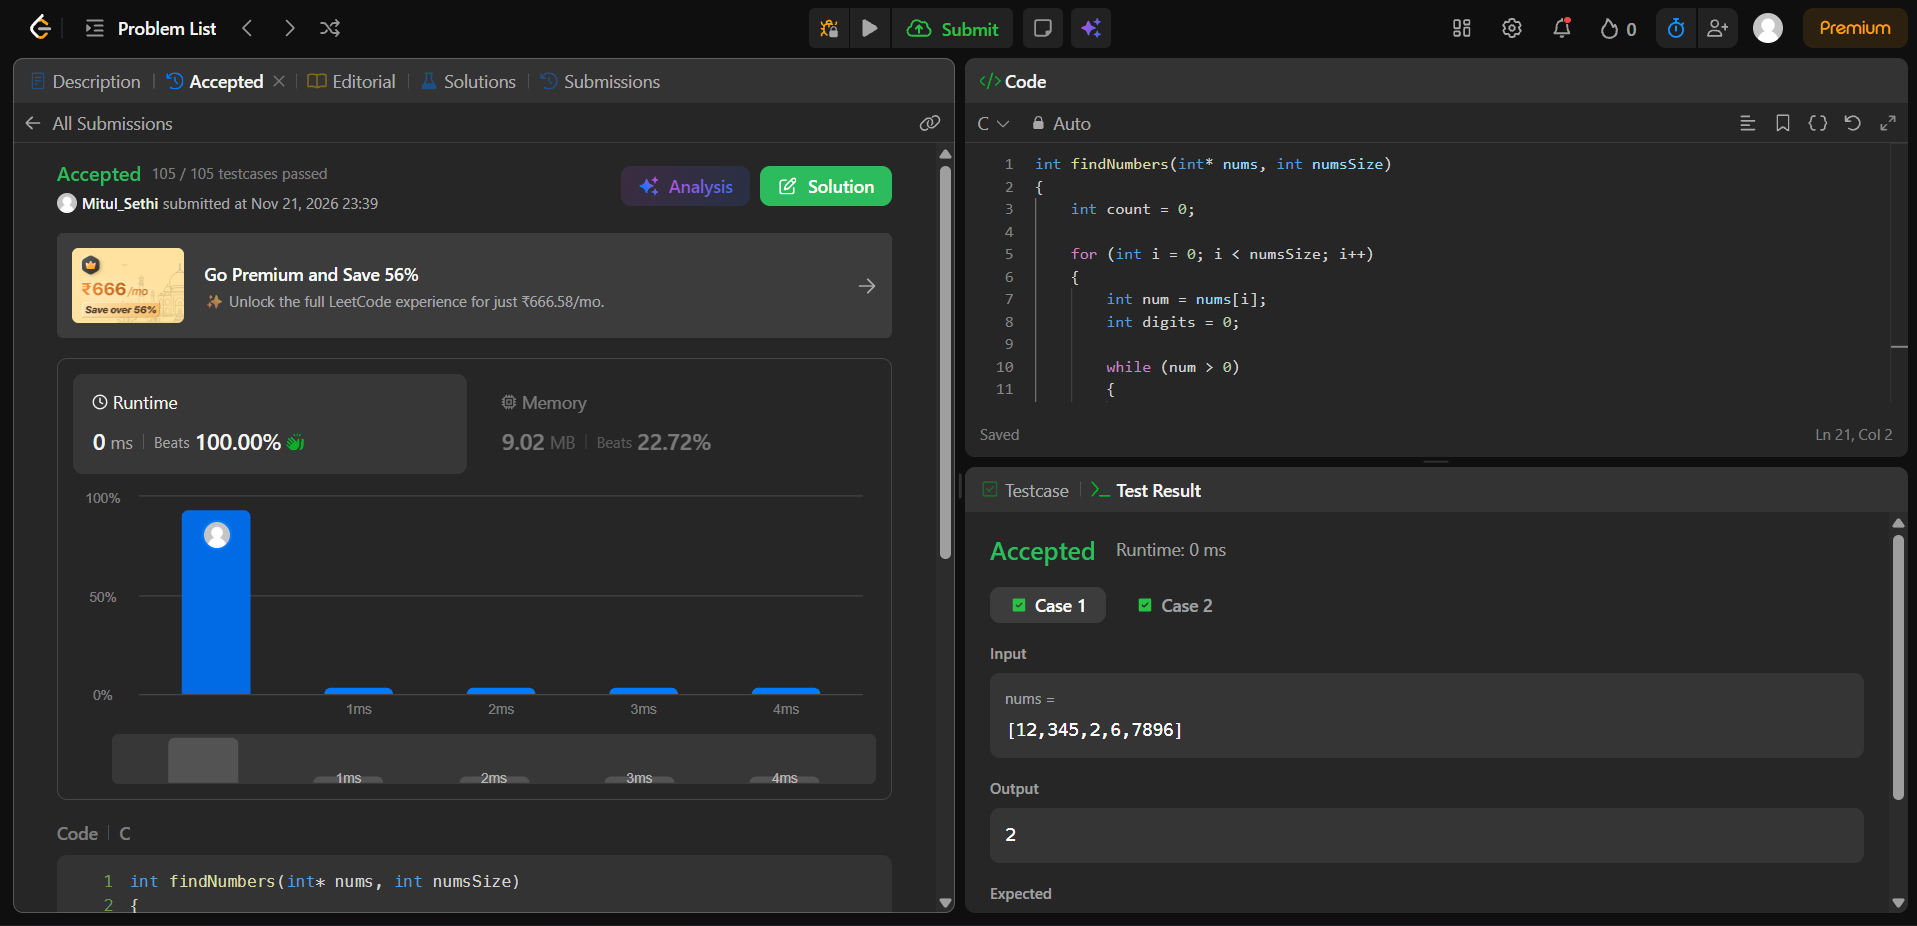 Problem List
Submit
0
Premium
Description
Accepted
Editorial
Solutions
Submissions
All Submissions
Accepted 105 / 105 testcases passed
Mitul_Sethi submitted at Nov 21, 2026 23:39
Analysis
Solution
₹666/mo
Save over 56%
Go Premium and Save 56%
✨ Unlock the full LeetCode experience for just ₹666.58/mo.
Runtime
0 ms | Beats 100.00%
Memory
9.02 MB | Beats 22.72%
100%
50%
0%
1ms 2ms 3ms 4ms
1ms 2ms 3ms 4ms
Code | C
1 int findNumbers(int* nums, int numsSize)
2 {
</> Code
C
Auto
1 int findNumbers(int* nums, int numsSize)
2 {
3     int count = 0;
4
5     for (int i = 0; i < numsSize; i++)
6     {
7         int num = nums[i];
8         int digits = 0;
9
10         while (num > 0)
11         {
Saved
Ln 21, Col 2
Testcase
Test Result
Accepted Runtime: 0 ms
Case 1
Case 2
Input
nums =
[12,345,2,6,7896]
Output
2
Expected